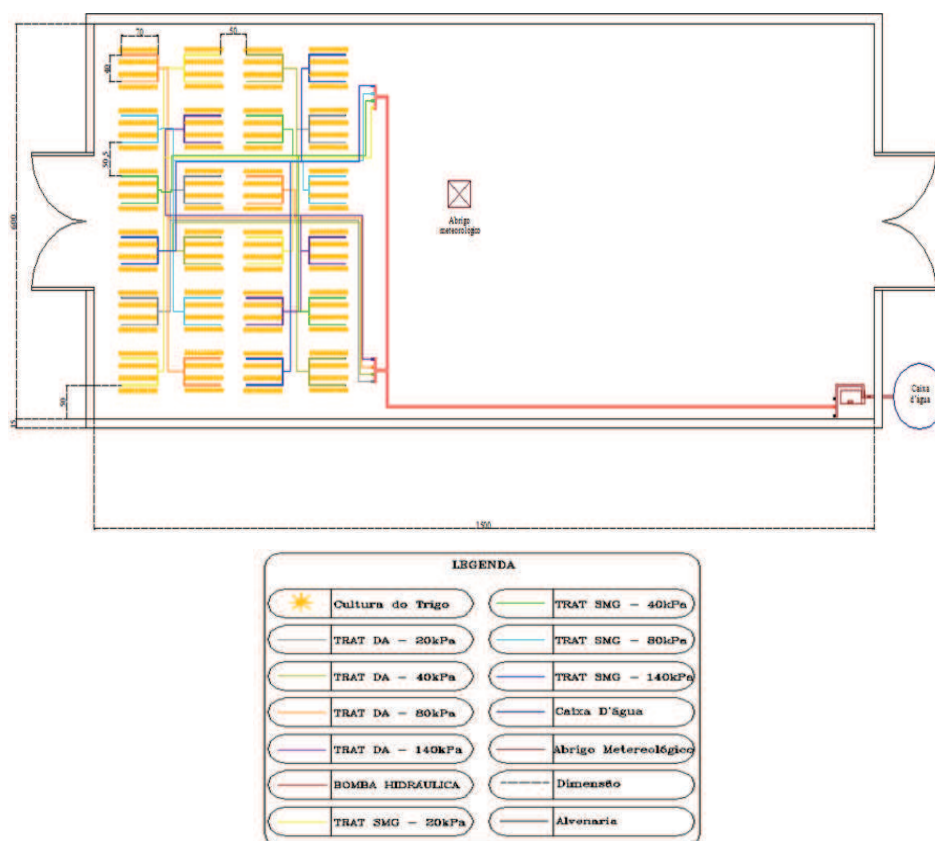 70
50
40
50,5
600
Abrigo
meteorológico
50
15
Caixa
d'água
1500
LEGENDA
Cultura do Trigo
TRAT SMG - 40kPa
TRAT DA - 20kPa
TRAT SMG - 80kPa
TRAT DA - 40kPa
TRAT SMG - 140kPa
TRAT DA - 80kPa
Caixa D'água
TRAT DA - 140kPa
Abrigo Metereológico
BOMBA HIDRÁULICA
Dimensão
TRAT SMG - 20kPa
Alvenaria